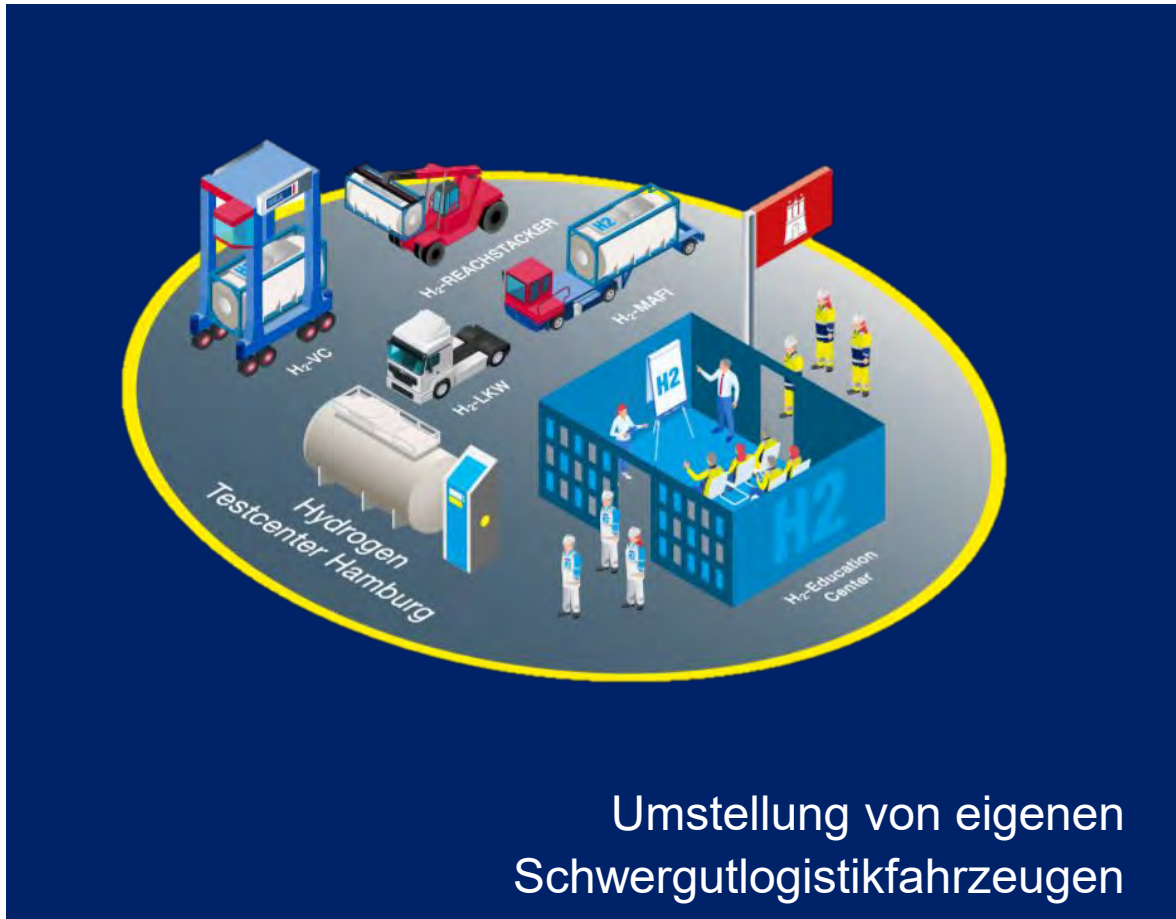 H₂-REACHSTACKER
H2
H2
H₂-MAFI
H₂-VC
H₂-LKW
H2
Hydrogen
Testcenter Hamburg
H2
H₂-Education
Center
Umstellung von eigenen
Schwergutlogistikfahrzeugen